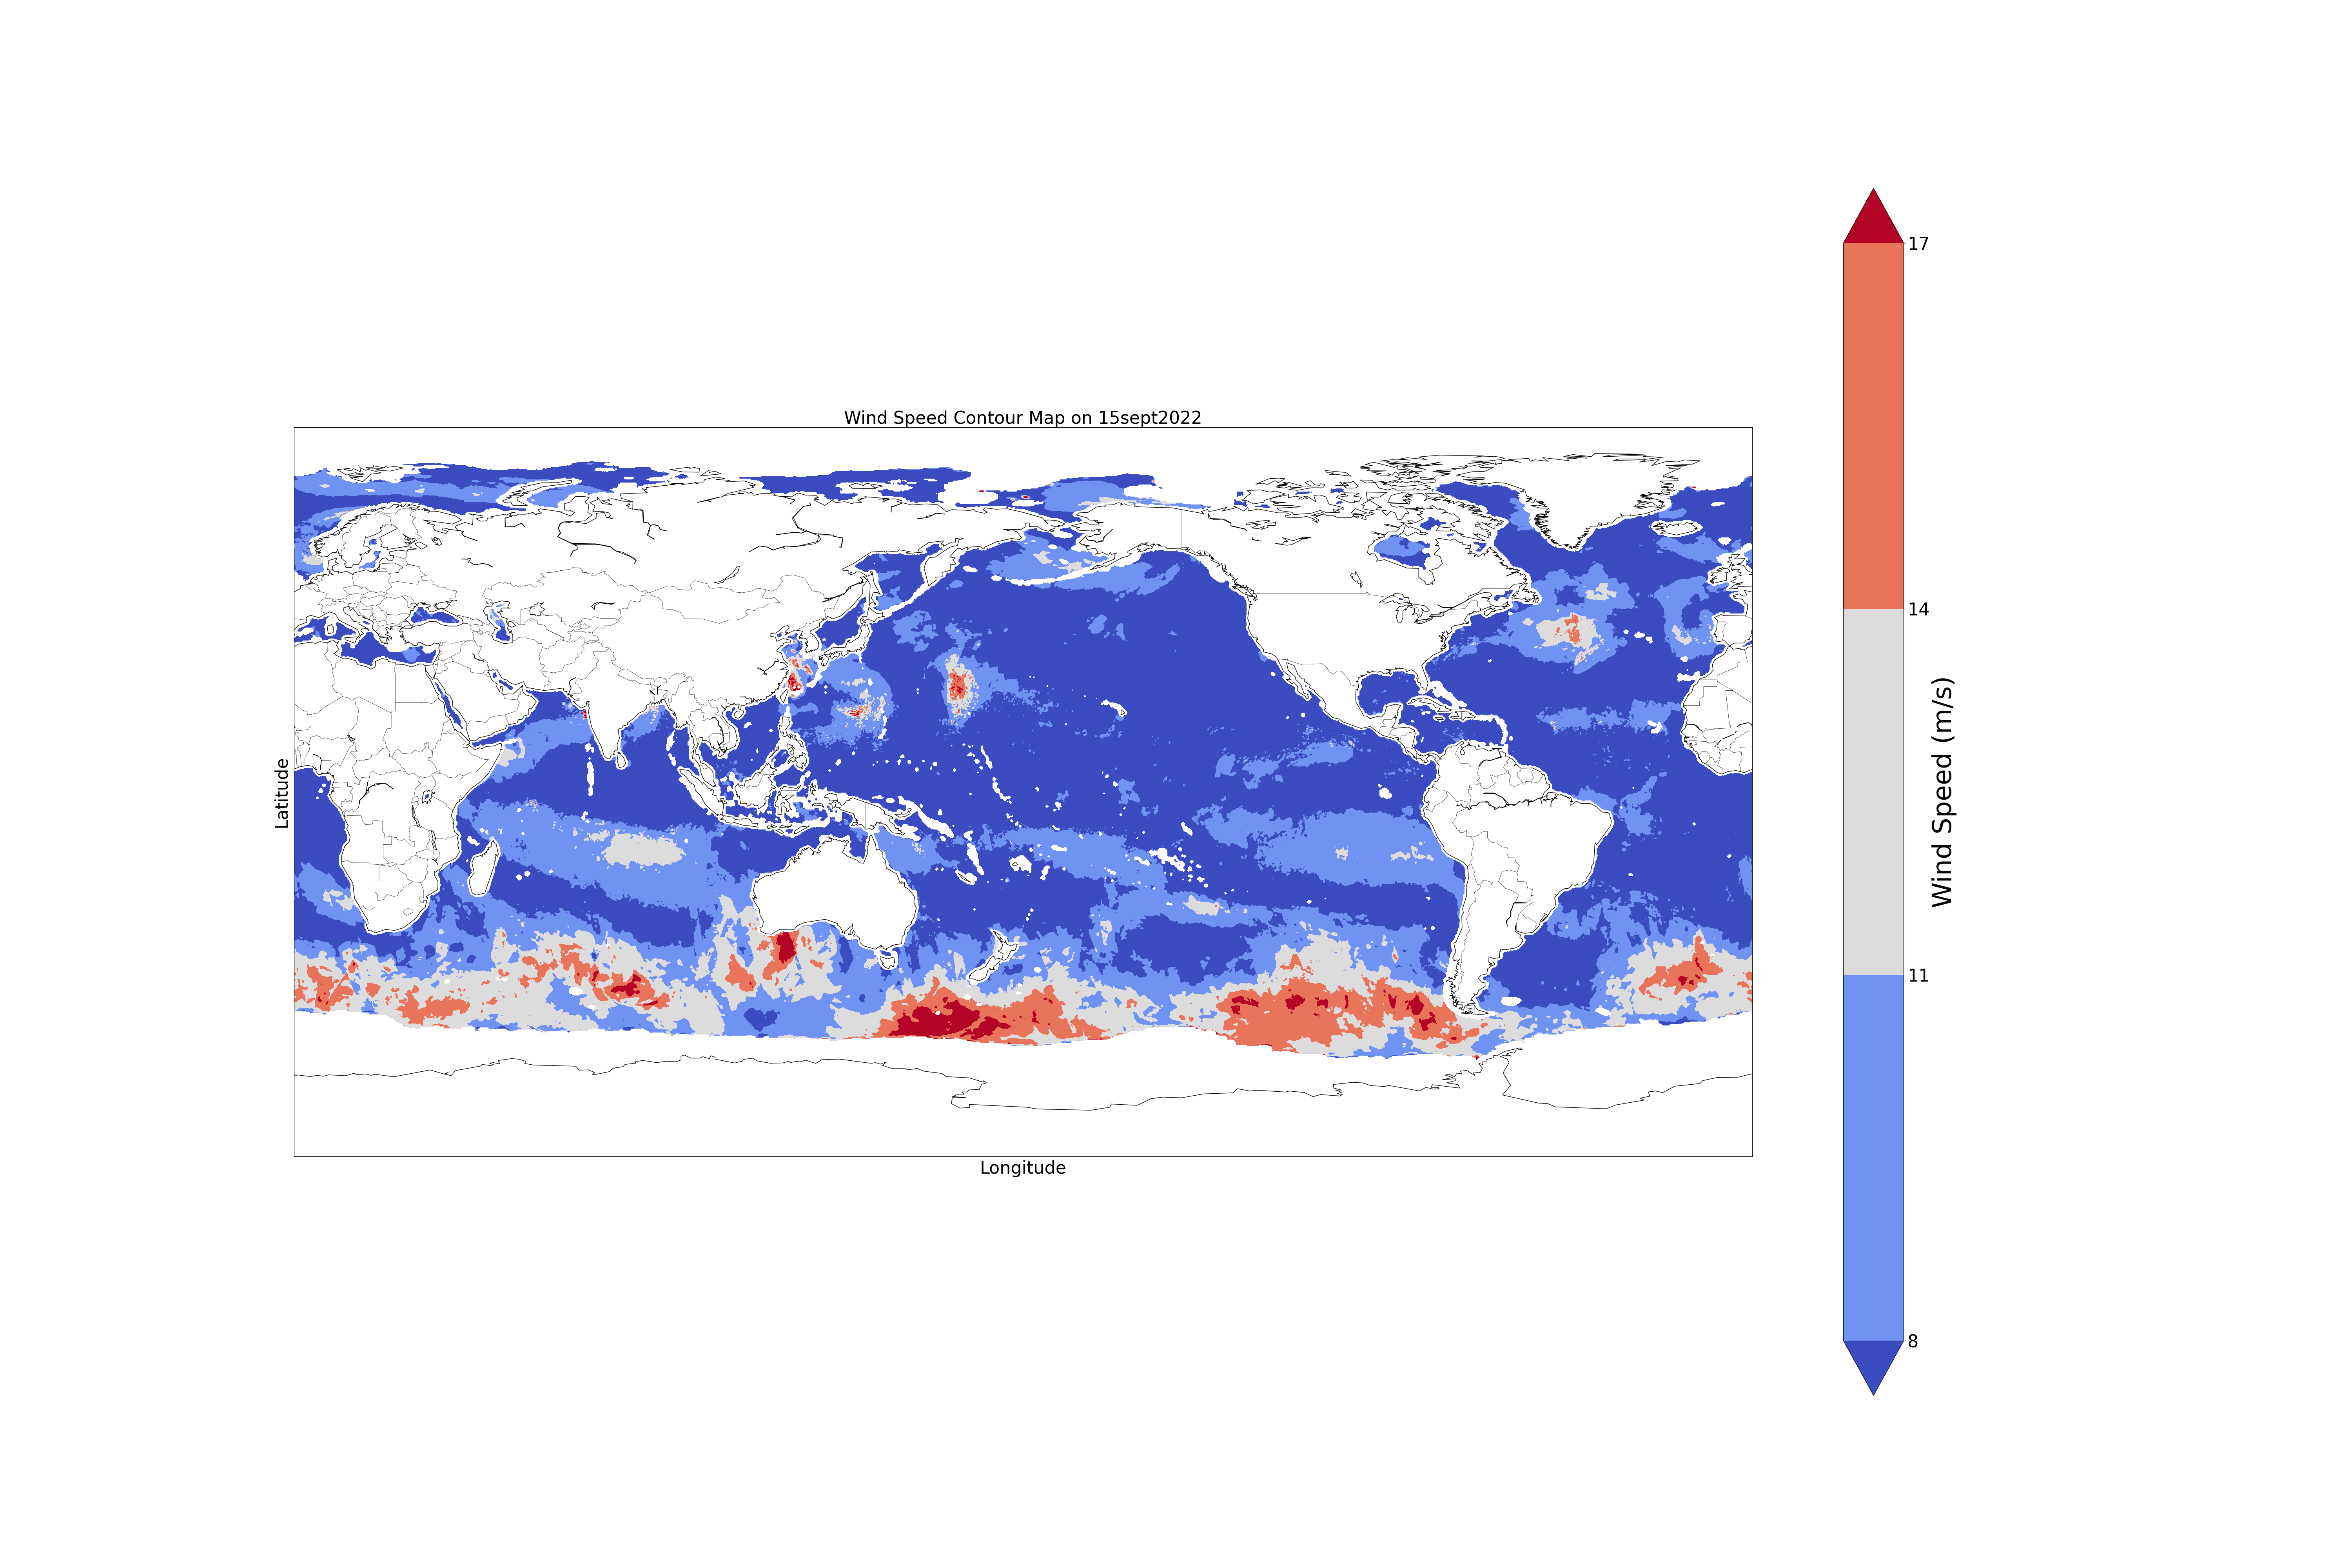 Wind Speed Contour Map on 15sept2022
Latitude
Longitude
17
14
11
8
Wind Speed (m/s)